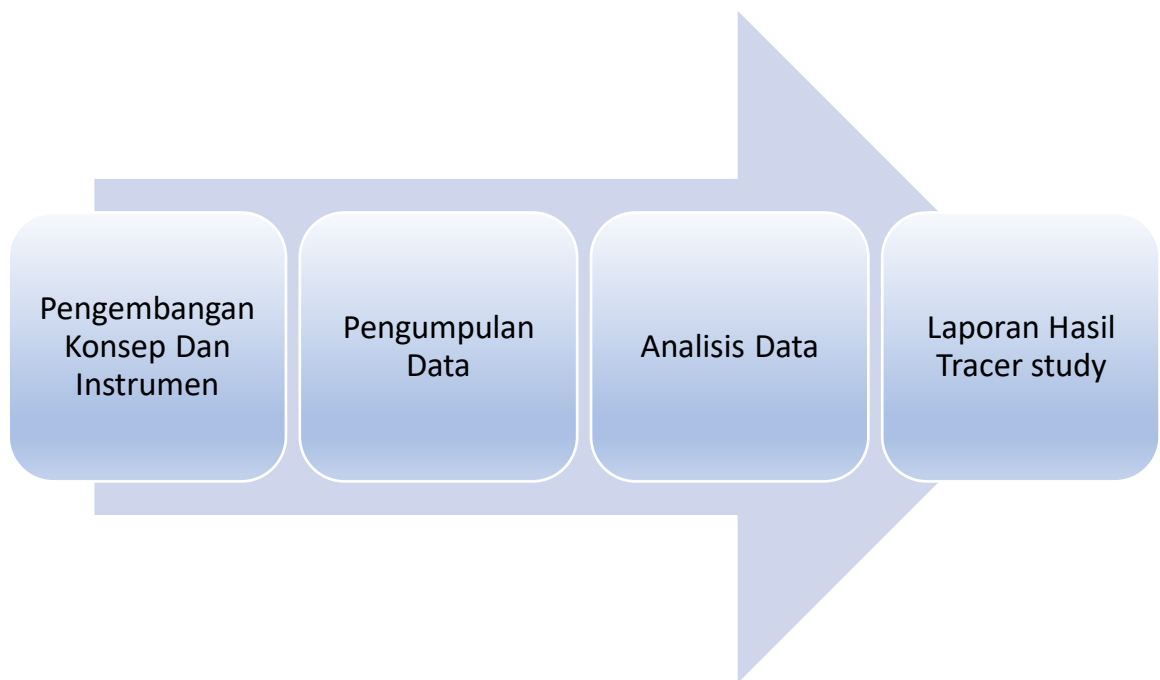 Pengembangan
Konsep Dan
Instrumen
Pengumpulan
Data
Analisis Data
Laporan Hasil
Tracer study